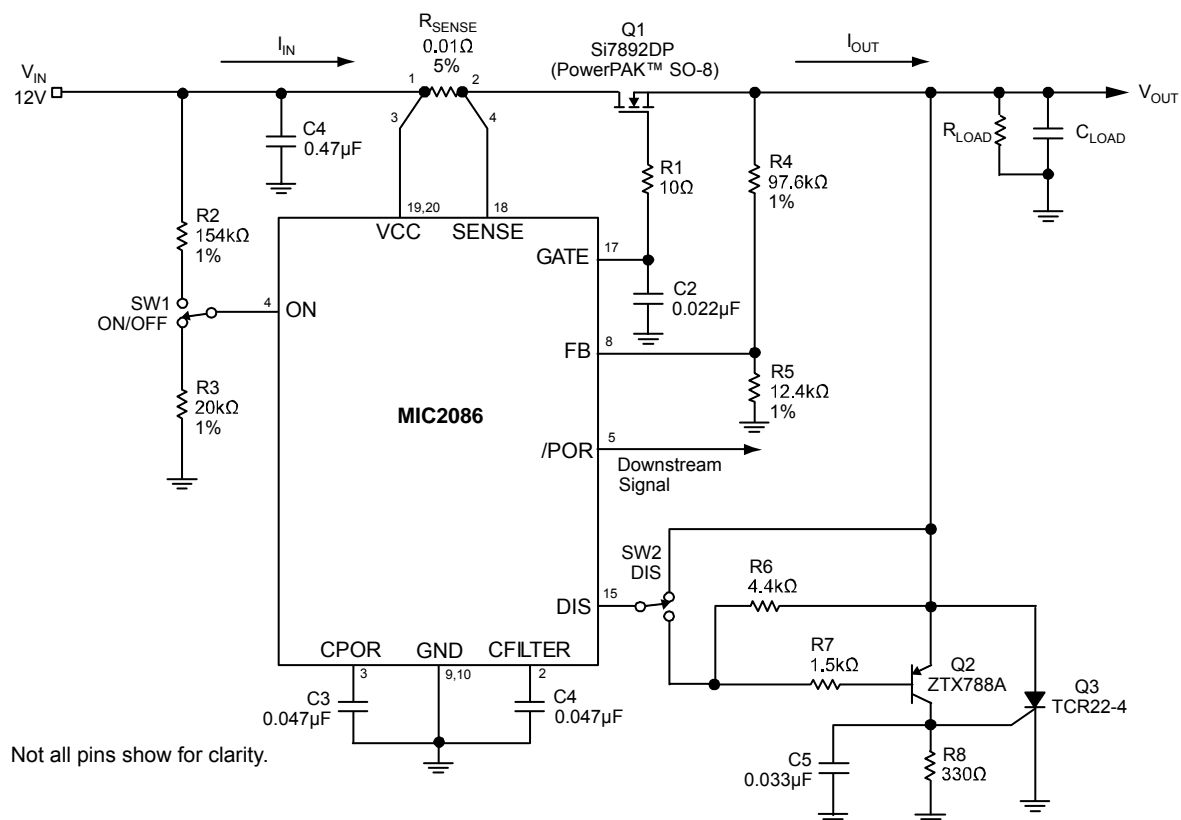 R_SENSE
0.01Ω
5%
I_IN
Q1
Si7892DP
(PowerPAK™ SO-8)
I_OUT
V_IN
12V
1
2
3
4
V_OUT
C4
0.47µF
R_LOAD
C_LOAD
R1
10Ω
R4
97.6kΩ
1%
R2
154kΩ
1%
19,20
VCC
18
SENSE
GATE
17
C2
0.022µF
SW1
ON/OFF
4
ON
FB
8
R5
12.4kΩ
1%
R3
20kΩ
1%
MIC2086
/POR
5
Downstream
Signal
SW2
DIS
DIS
15
R6
4.4kΩ
R7
1.5kΩ
Q2
ZTX788A
Q3
TCR22-4
CPOR
3
GND
9,10
CFILTER
2
C3
0.047µF
C4
0.047µF
C5
0.033µF
R8
330Ω
Not all pins show for clarity.